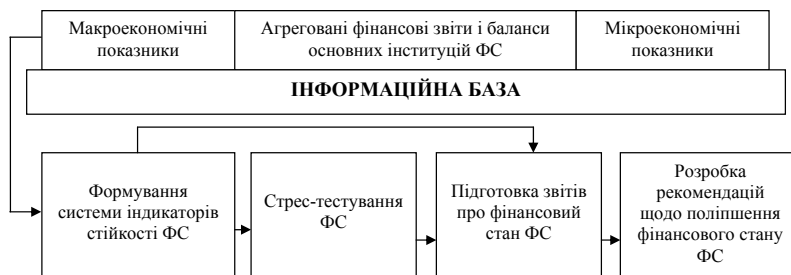 Макроекономічні
показники
Агреговані фінансові звіти і баланси
основних інституцій ФС
Мікроекономічні
показники
ІНФОРМАЦІЙНА БАЗА
Формування
системи індикаторів
стійкості ФС
Стрес-тестування
ФС
Підготовка звітів
про фінансовий
стан ФС
Розробка
рекомендацій
щодо поліпшення
фінансового стану
ФС